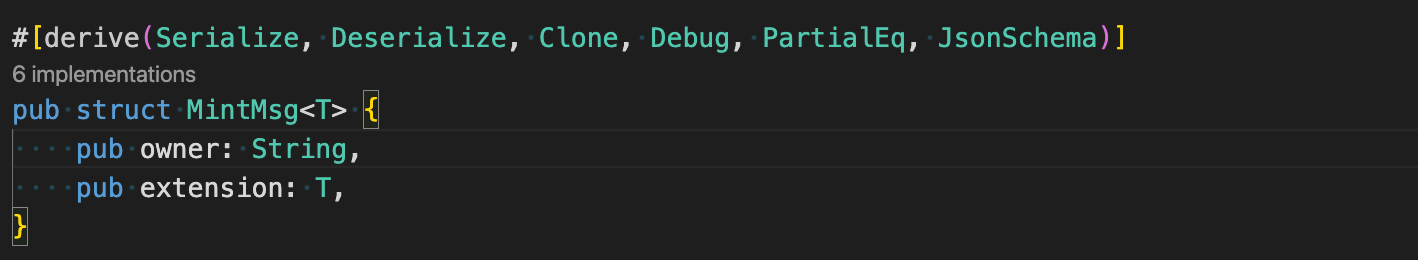 #[derive(Serialize, Deserialize, Clone, Debug, PartialEq, JsonSchema)]
6 implementations
pub struct MintMsg<T> {
    pub owner: String,
    pub extension: T,
}